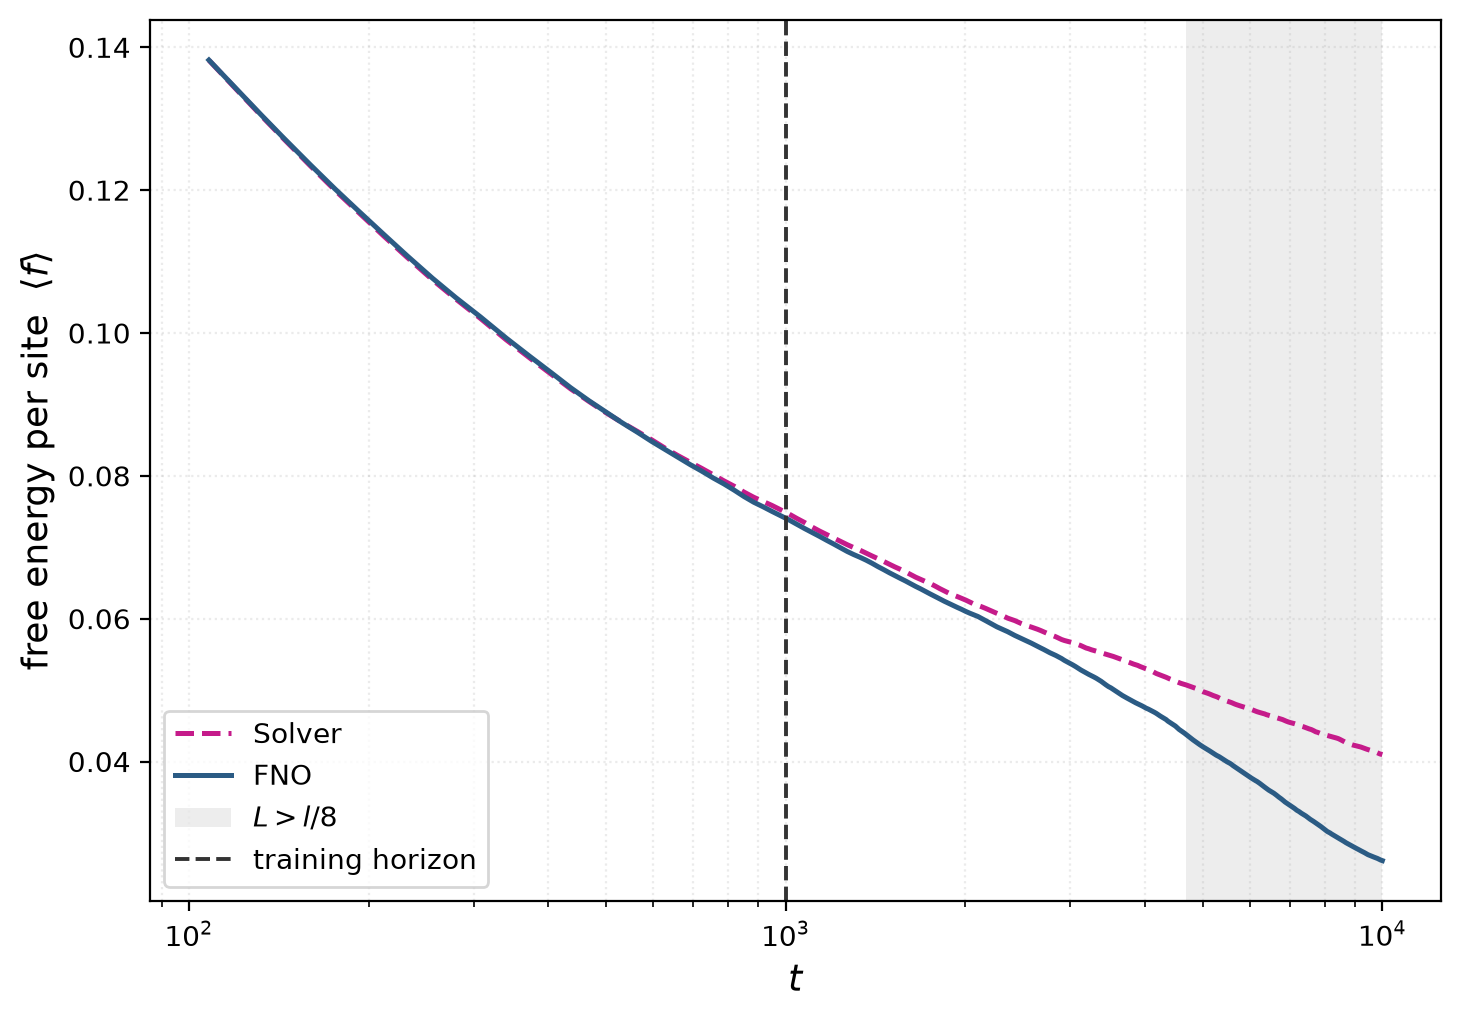 0.14
0.12
0.10
0.08
0.06
0.04
free energy per site ⟨f⟩
Solver
FNO
L > l/8
training horizon
10²
10³
10⁴
t